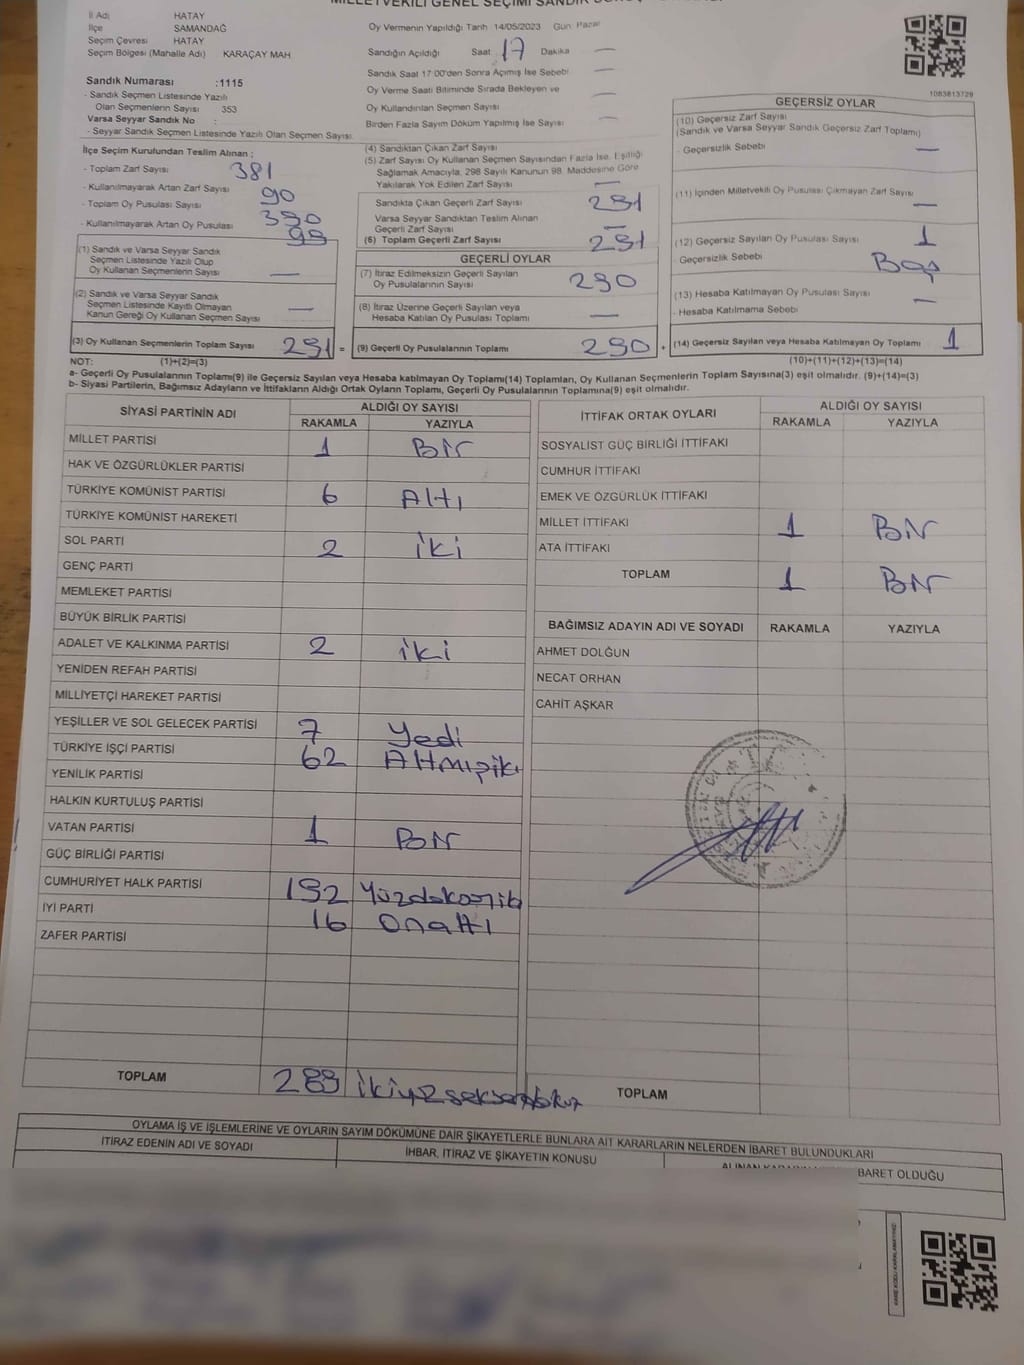 MİLLETVEKİLİ GENEL SEÇİMİ SANDIK
İl Adı HATAY
İlçe SAMANDAĞ
Seçim Çevresi HATAY
Seçim Bölgesi (Mahalle Adı) KARAÇAY MAH
Sandık Numarası :1115
- Sandık Seçmen Listesinde Yazılı
Olan Seçmenlerin Sayısı 353
Varsa Seyyar Sandık No :
- Seyyar Sandık Seçmen Listesinde Yazılı Olan Seçmen Sayısı:
Oy Vermenin Yapıldığı Tarih 14/05/2023 Gün: Pazar
Sandığın Açıldığı Saat 17 Dakika —
Sandık Saat 17:00'den Sonra Açımış İse Sebebi —
Oy Verme Saati Bitiminde Sırada Bekleyen ve
Oy Kullandırılan Seçmen Sayısı —
Birden Fazla Sayım Döküm Yapılmış İse Sayısı —
1083813729
İlçe Seçim Kurulundan Teslim Alınan :
- Toplam Zarf Sayısı 381
- Kullanılmayarak Artan Zarf Sayısı 90
- Toplam Oy Pusulası Sayısı 390
- Kullanılmayarak Artan Oy Pusulası 99
(1) Sandık ve Varsa Seyyar Sandık
Seçmen Listesinde Yazılı Olup
Oy Kullanan Seçmenlerin Sayısı —
(2) Sandık ve Varsa Seyyar Sandık
Seçmen Listesinde Kayıtlı Olmayan
Kanun Gereği Oy Kullanan Seçmen Sayısı —
(3) Oy Kullanan Seçmenlerin Toplam Sayısı 291 =
(4) Sandıktan Çıkan Zarf Sayısı
(5) Zarf Sayısı Oy Kullanan Seçmen Sayısından Fazla İse, Eşitliği
Sağlamak Amacıyla, 298 Sayılı Kanunun 98. Maddesine Göre
Yakılarak Yok Edilen Zarf Sayısı —
Sandıkta Çıkan Geçerli Zarf Sayısı 291
Varsa Seyyar Sandıktan Teslim Alınan
Geçerli Zarf Sayısı —
(6) Toplam Geçerli Zarf Sayısı 291
GEÇERLİ OYLAR
(7) İtiraz Edilmeksizin Geçerli Sayılan
Oy Pusulalarının Sayısı 290
(8) İtiraz Üzerine Geçerli Sayılan veya
Hesaba Katılan Oy Pusulası Toplamı —
(9) Geçerli Oy Pusulalarının Toplamı 290 +
GEÇERSİZ OYLAR
(10) Geçersiz Zarf Sayısı
(Sandık ve Varsa Seyyar Sandık Geçersiz Zarf Toplamı)
- Geçersizlik Sebebi —
(11) İçinden Milletvekili Oy Pusulası Çıkmayan Zarf Sayısı
—
(12) Geçersiz Sayılan Oy Pusulası Sayısı 1
- Geçersizlik Sebebi Boş
(13) Hesaba Katılmayan Oy Pusulası Sayısı —
- Hesaba Katılmama Sebebi
(14) Geçersiz Sayılan veya Hesaba Katılmayan Oy Toplamı 1
NOT: (1)+(2)=(3) (10)+(11)+(12)+(13)=(14)
a- Geçerli Oy Pusulalarının Toplamı(9) ile Geçersiz Sayılan veya Hesaba katılmayan Oy Toplamı(14) Toplamları, Oy Kullanan Seçmenlerin Toplam Sayısına(3) eşit olmalıdır. (9)+(14)=(3)
b- Siyasi Partilerin, Bağımsız Adayların ve İttifakların Aldığı Ortak Oyların Toplamı, Geçerli Oy Pusulalarının Toplamına(9) eşit olmalıdır.
SİYASİ PARTİNİN ADI ALDIĞI OY SAYISI
RAKAMLA YAZIYLA
MİLLET PARTİSİ 1 Bir
HAK VE ÖZGÜRLÜKLER PARTİSİ
TÜRKİYE KOMÜNİST PARTİSİ 6 Altı
TÜRKİYE KOMÜNİST HAREKETİ
SOL PARTİ 2 iki
GENÇ PARTİ
MEMLEKET PARTİSİ
BÜYÜK BİRLİK PARTİSİ
ADALET VE KALKINMA PARTİSİ 2 iki
YENİDEN REFAH PARTİSİ
MİLLİYETÇİ HAREKET PARTİSİ
YEŞİLLER VE SOL GELECEK PARTİSİ 7 Yedi
TÜRKİYE İŞÇİ PARTİSİ 62 Altmışiki
YENİLİK PARTİSİ
HALKIN KURTULUŞ PARTİSİ
VATAN PARTİSİ 1 Bir
GÜÇ BİRLİĞİ PARTİSİ
CUMHURİYET HALK PARTİSİ 192
İYİ PARTİ 16 Onaltı
ZAFER PARTİSİ
TOPLAM 289
İTTİFAK ORTAK OYLARI ALDIĞI OY SAYISI
RAKAMLA YAZIYLA
SOSYALİST GÜÇ BİRLİĞİ İTTİFAKI
CUMHUR İTTİFAKI
EMEK VE ÖZGÜRLÜK İTTİFAKI
MİLLET İTTİFAKI 1 Bir
ATA İTTİFAKI
TOPLAM 1 Bir
BAĞIMSIZ ADAYIN ADI VE SOYADI RAKAMLA YAZIYLA
AHMET DOLĞUN
NECAT ORHAN
CAHİT AŞKAR
TOPLAM
OYLAMA İŞ VE İŞLEMLERİNE VE OYLARIN SAYIM DÖKÜMÜNE DAİR ŞİKAYETLERLE BUNLARA AİT KARARLARIN NELERDEN İBARET BULUNDUKLARI
İTİRAZ EDENİN ADI VE SOYADI
İHBAR, İTİRAZ VE ŞİKAYETİN KONUSU
BARET OLDUĞU